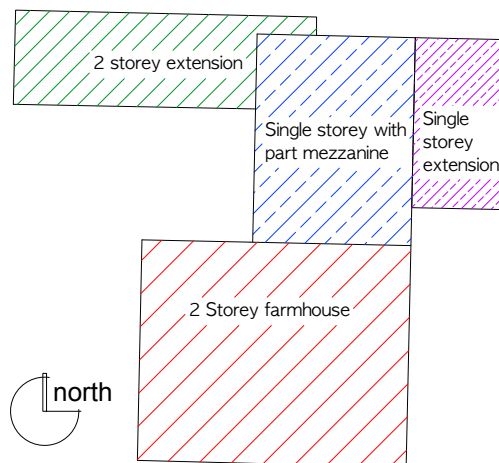 2 storey extension
Single storey with
part mezzanine
Single
storey
extension
2 Storey farmhouse
north